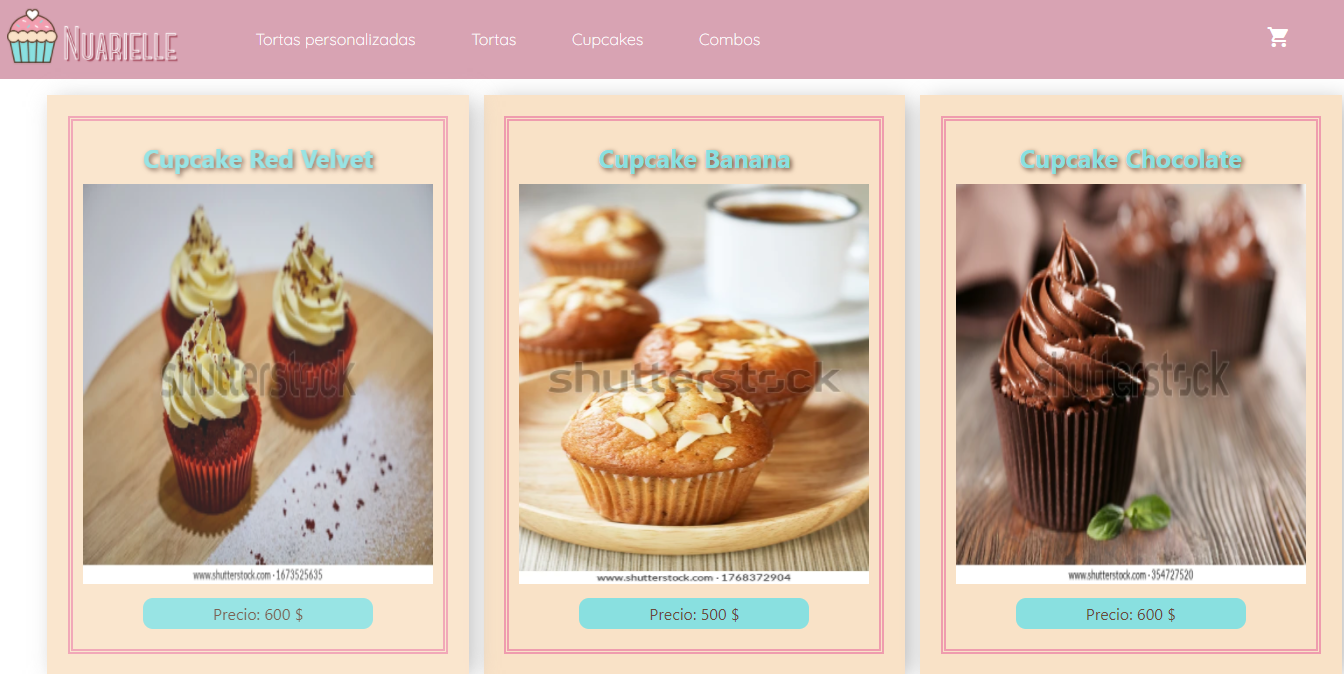 Nuarielle
Tortas personalizadas
Tortas
Cupcakes
Combos
Cupcake Red Velvet
shutterstock
www.shutterstock.com · 1673525635
Precio: 600 $
Cupcake Banana
shutterstock
www.shutterstock.com · 1768372904
Precio: 500 $
Cupcake Chocolate
shutterstock
www.shutterstock.com · 354727520
Precio: 600 $